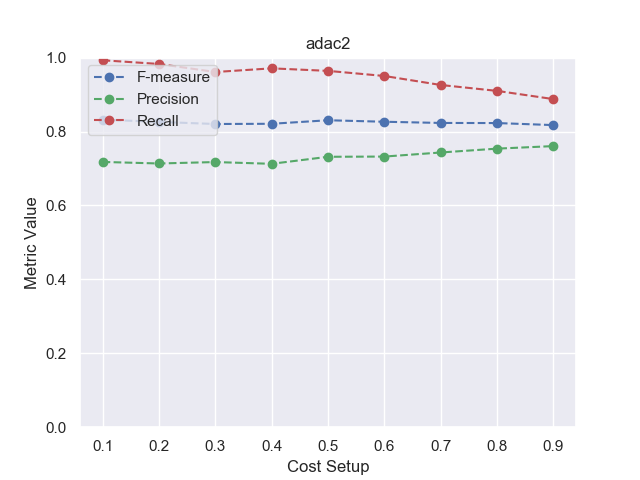 adac2
1.0
0.8
0.6
0.4
0.2
0.0
Metric Value
F-measure
Precision
Recall
0.1 0.2 0.3 0.4 0.5 0.6 0.7 0.8 0.9
Cost Setup